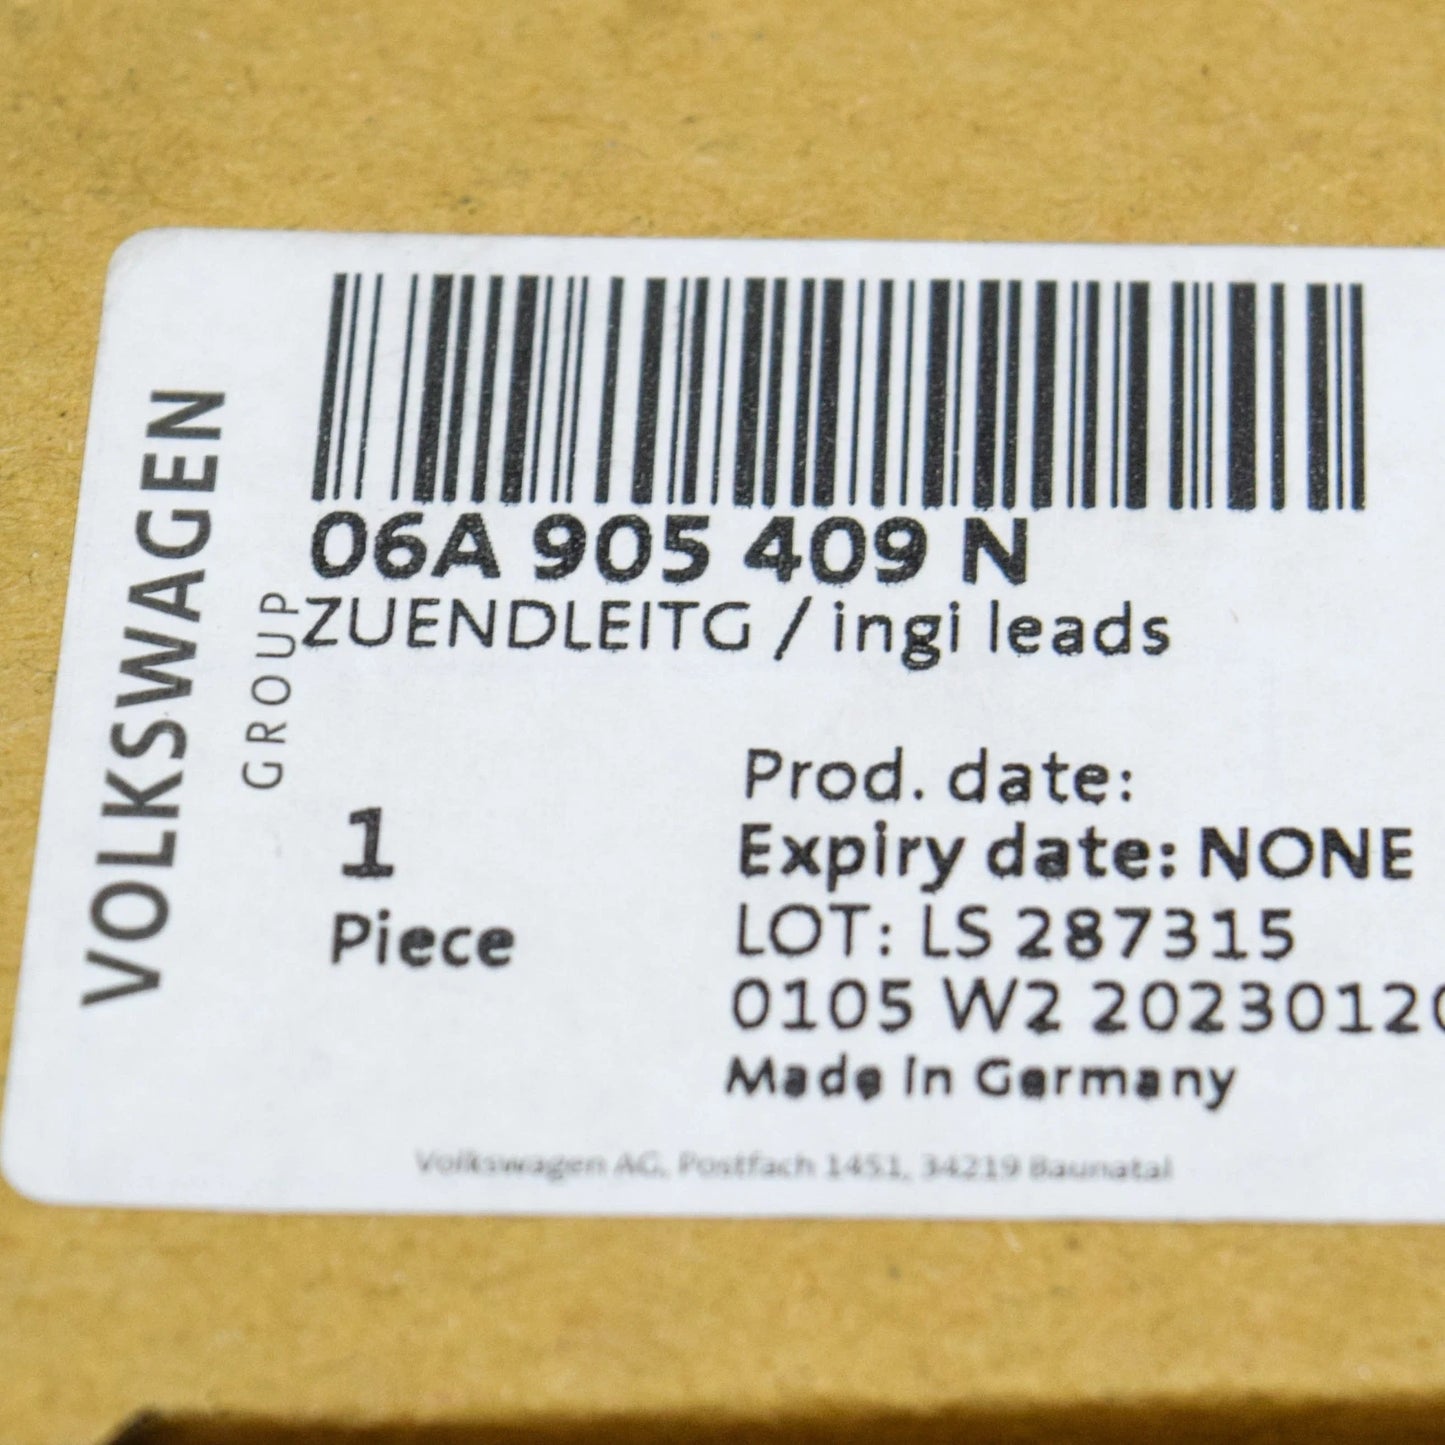 VOLKSWAGEN
GROUP
06A 905 409 N
ZUENDLEITG / ingi leads
1
Piece
Prod. date:
Expiry date: NONE
LOT: LS 287315
0105 W2 20230120
Made in Germany
Volkswagen AG, Postfach 1451, 34219 Baunatal